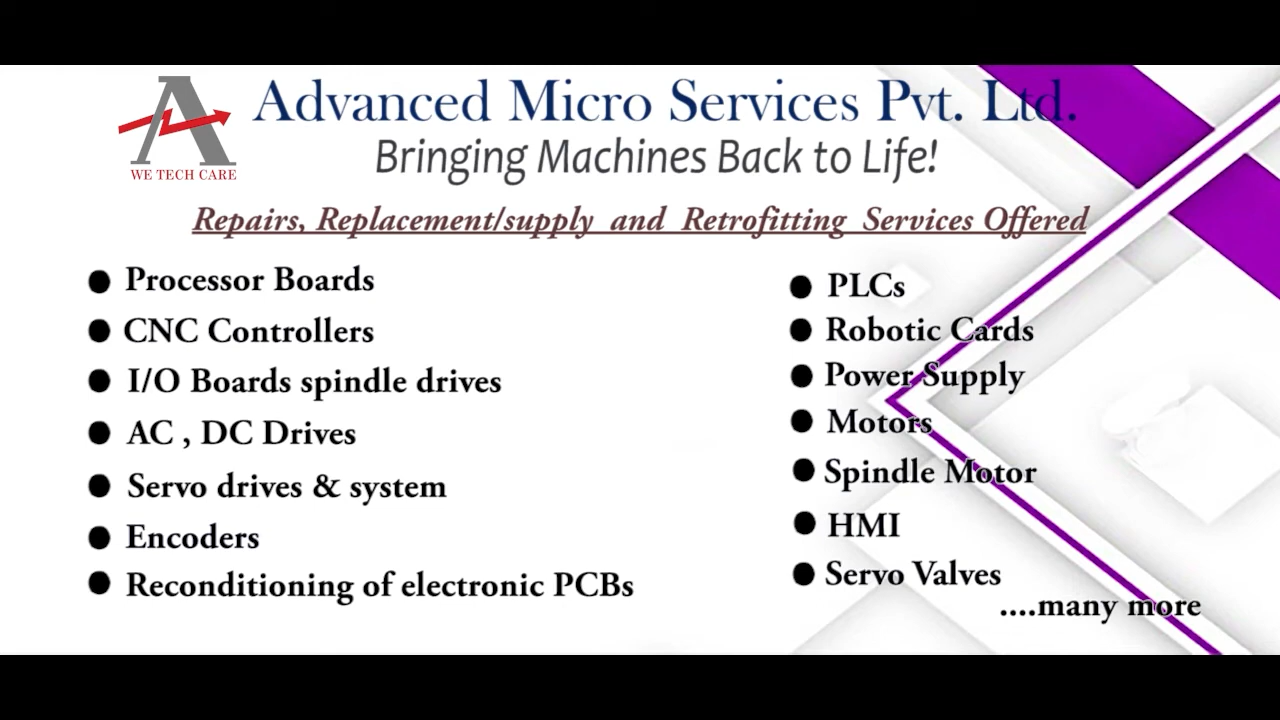 Advanced Micro Services Pvt. Ltd.
WE TECH CARE
Bringing Machines Back to Life!
Repairs, Replacement/supply and Retrofitting Services Offered
Processor Boards
CNC Controllers
I/O Boards spindle drives
AC , DC Drives
Servo drives & system
Encoders
Reconditioning of electronic PCBs
PLCs
Robotic Cards
Power Supply
Motors
Spindle Motor
HMI
Servo Valves
....many more